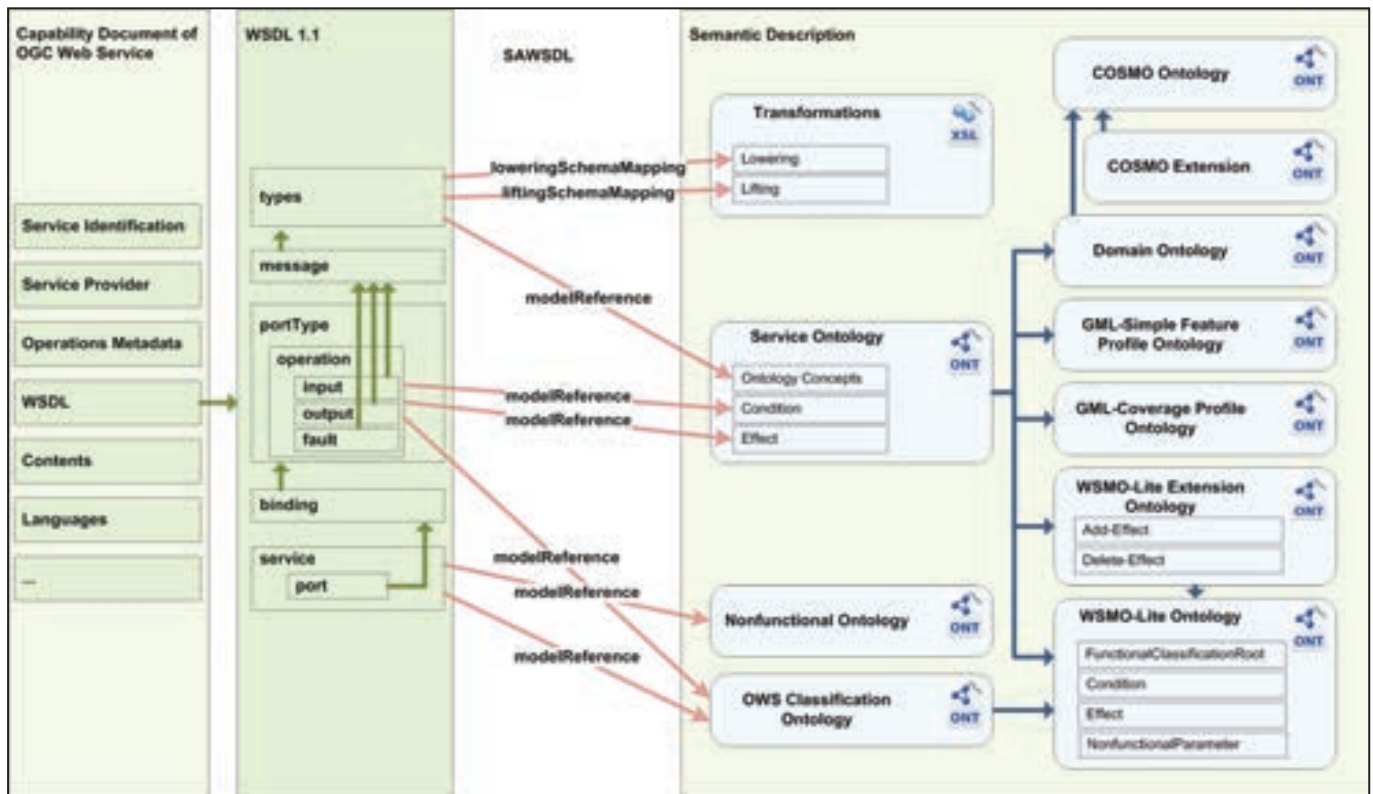 Capability Document of
OGC Web Service
Service Identification
Service Provider
Operations Metadata
WSDL
Contents
Languages
...
WSDL 1.1
types
message
portType
operation
input
output
fault
binding
service
port
SAWSDL
loweringSchemaMapping
liftingSchemaMapping
modelReference
modelReference
modelReference
modelReference
modelReference
modelReference
Semantic Description
Transformations
XSL
Lowering
Lifting
Service Ontology
ONT
Ontology Concepts
Condition
Effect
Nonfunctional Ontology
ONT
OWS Classification
Ontology
ONT
COSMO Ontology
ONT
COSMO Extension
ONT
Domain Ontology
ONT
GML-Simple Feature
Profile Ontology
ONT
GML-Coverage Profile
Ontology
ONT
WSMO-Lite Extension
Ontology
ONT
Add-Effect
Delete-Effect
WSMO-Lite Ontology
ONT
FunctionalClassificationRoot
Condition
Effect
NonfunctionalParameter